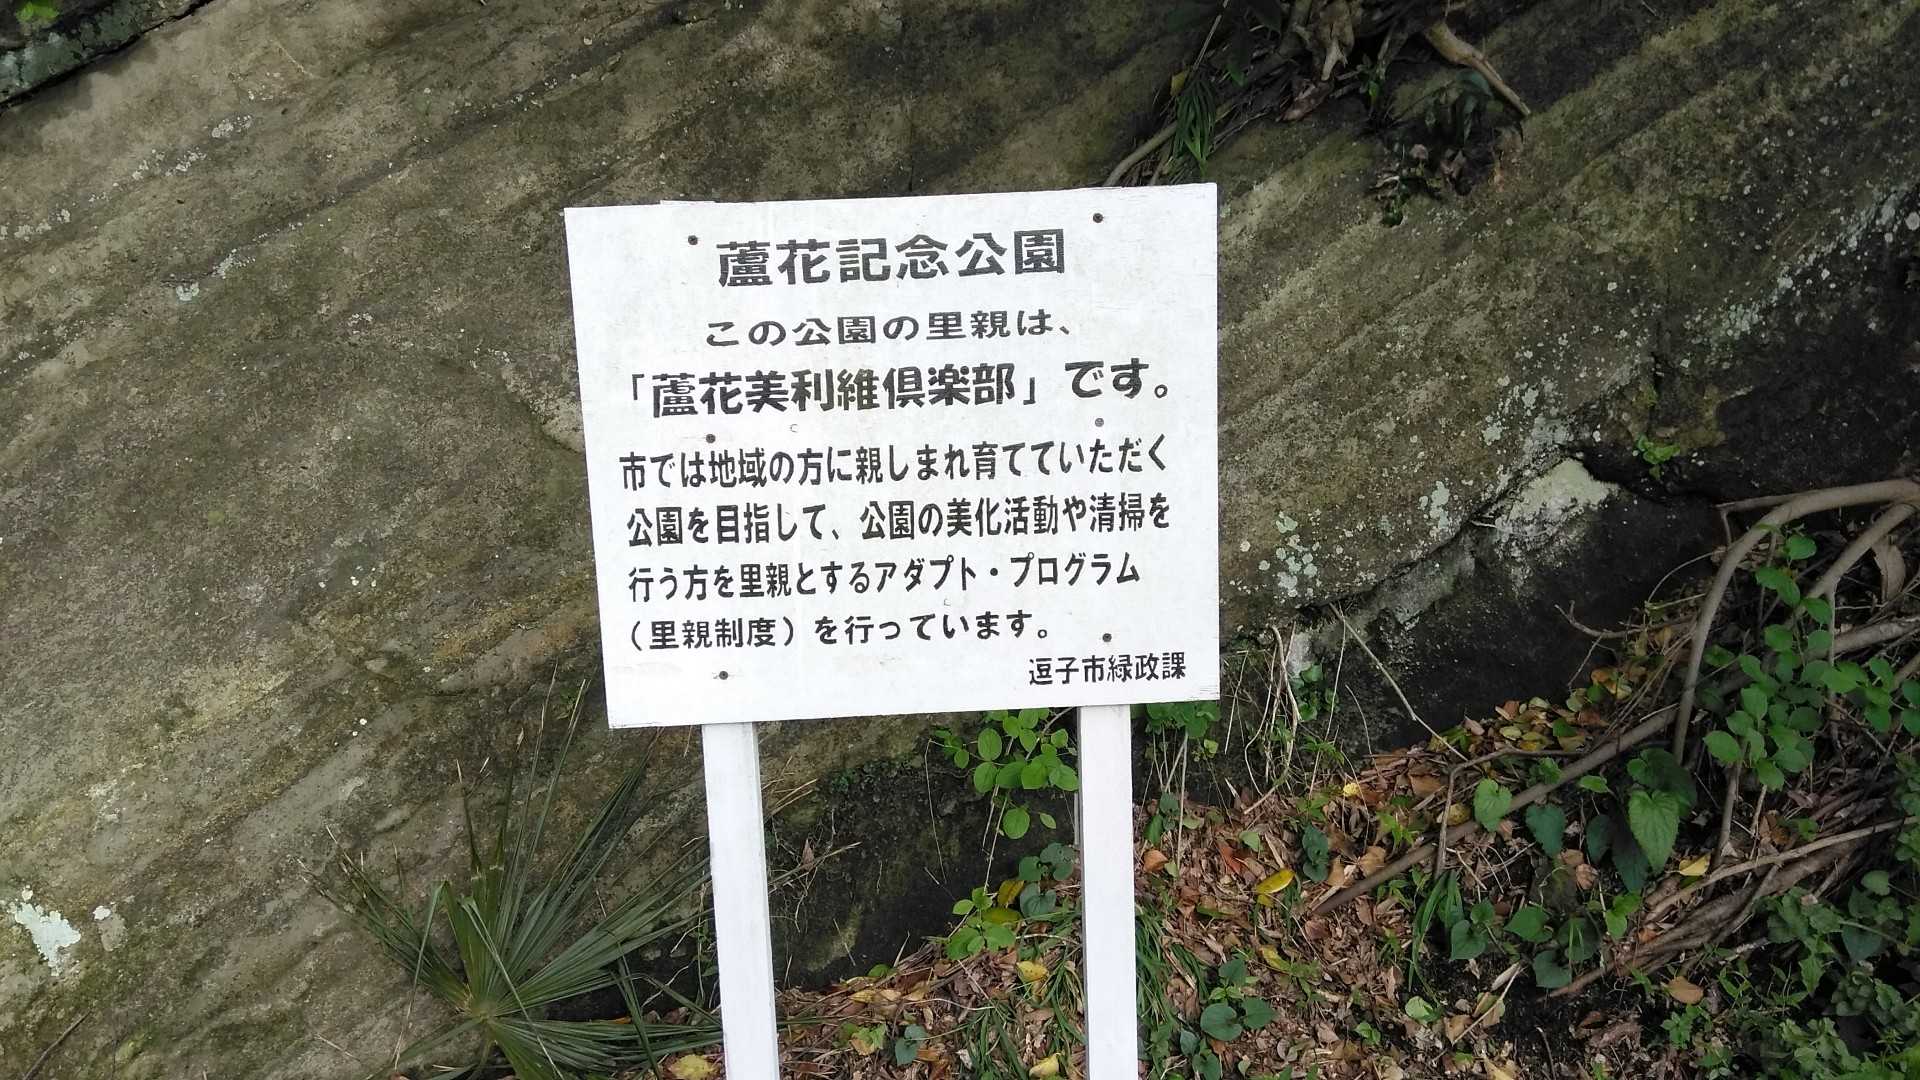 蘆花記念公園
この公園の里親は、
「蘆花美利維倶楽部」です。
市では地域の方に親しまれ育てていただく
公園を目指して、公園の美化活動や清掃を
行う方を里親とするアダプト・プログラム
（里親制度）を行っています。
逗子市緑政課